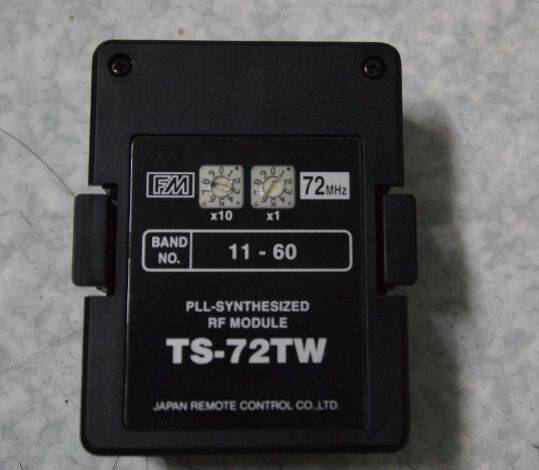 FM 72MHz
x10 x1
BAND NO. 11 - 60
PLL-SYNTHESIZED
RF MODULE
TS-72TW
JAPAN REMOTE CONTROL CO.,LTD.